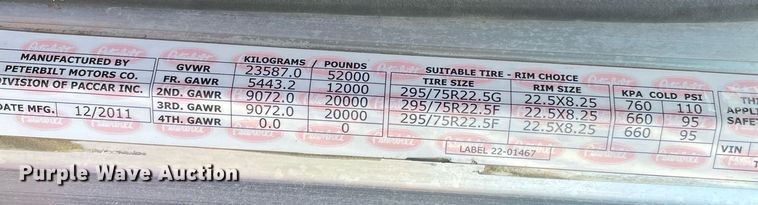 MANUFACTURED BY
PETERBILT MOTORS CO.
DIVISION OF PACCAR INC.
DATE MFG. 12/2011
KILOGRAMS / POUNDS
GVWR 23587.0 52000
FR. GAWR 5443.2 12000
2ND. GAWR 9072.0 20000
3RD. GAWR 9072.0 20000
4TH. GAWR 0.0 0
SUITABLE TIRE - RIM CHOICE
TIRE SIZE RIM SIZE KPA COLD PSI
295/75R22.5G 22.5X8.25 760 110
295/75R22.5F 22.5X8.25 660 95
295/75R22.5F 22.5X8.25 660 95
LABEL 22-01467
THI
APPLI
SAFET
VIN
Purple Wave Auction